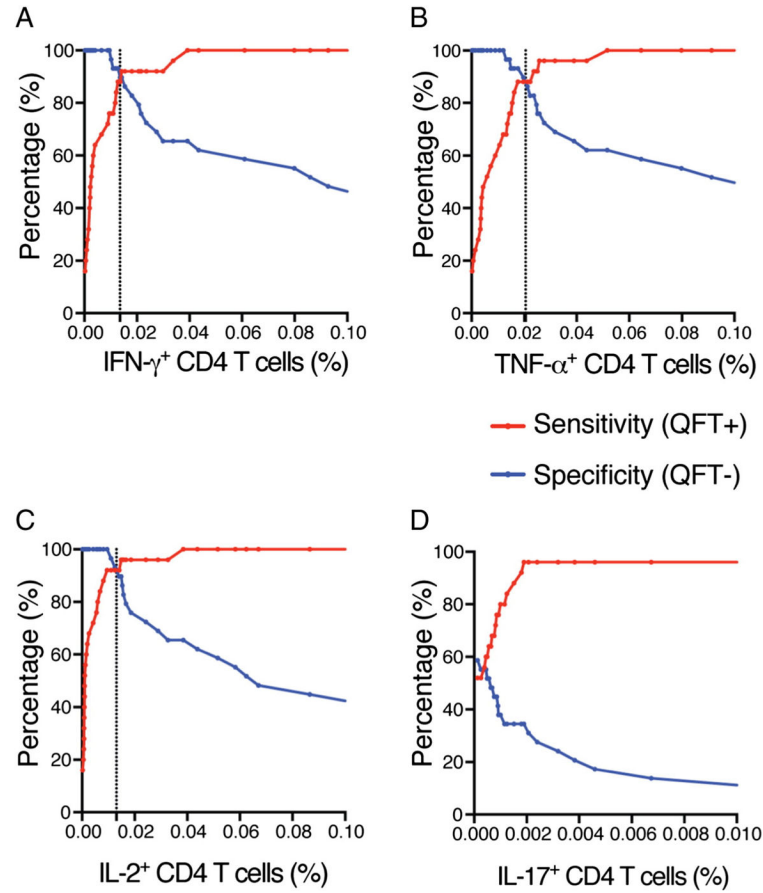 A
Percentage (%)
100
80
60
40
20
0
0.00 0.02 0.04 0.06 0.08 0.10
IFN-γ+ CD4 T cells (%)
B
Percentage (%)
100
80
60
40
20
0
0.00 0.02 0.04 0.06 0.08 0.10
TNF-α+ CD4 T cells (%)
Sensitivity (QFT+)
Specificity (QFT-)
C
Percentage (%)
100
80
60
40
20
0
0.00 0.02 0.04 0.06 0.08 0.10
IL-2+ CD4 T cells (%)
D
Percentage (%)
100
80
60
40
20
0
0.000 0.002 0.004 0.006 0.008 0.010
IL-17+ CD4 T cells (%)